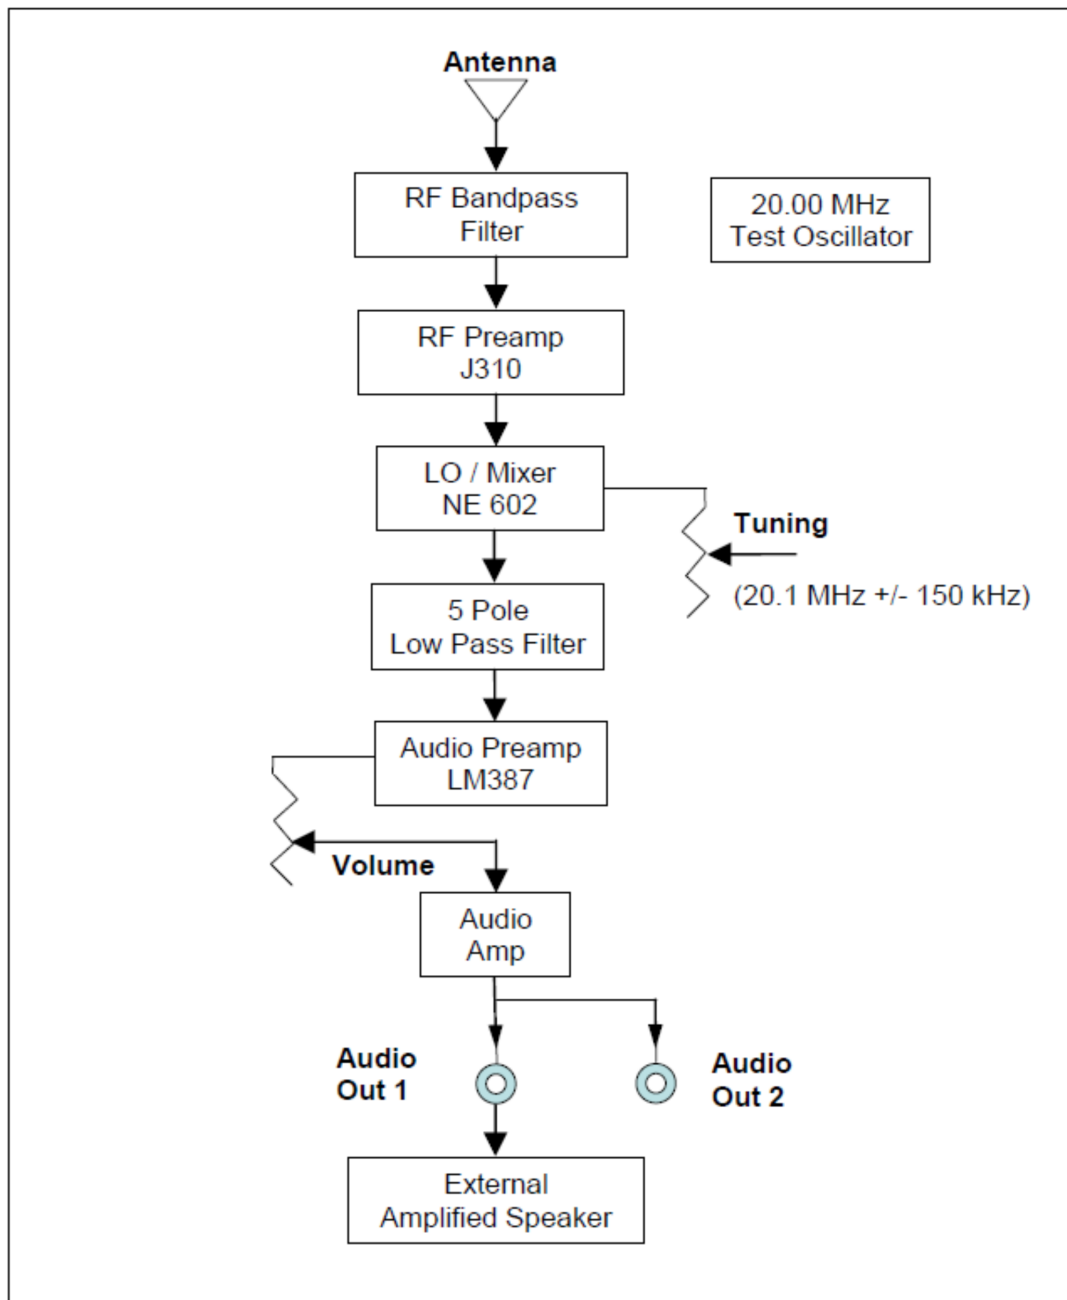 Antenna
RF Bandpass
Filter
20.00 MHz
Test Oscillator
RF Preamp
J310
LO / Mixer
NE 602
Tuning
(20.1 MHz +/- 150 kHz)
5 Pole
Low Pass Filter
Audio Preamp
LM387
Volume
Audio
Amp
Audio
Out 1
Audio
Out 2
External
Amplified Speaker